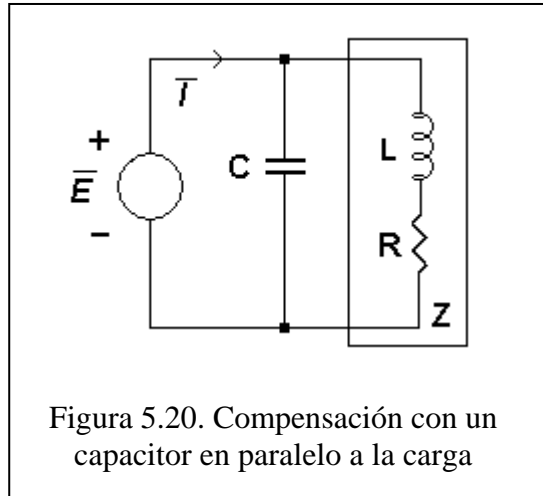 I
+
E
−
C
L
R
Z
Figura 5.20. Compensación con un
capacitor en paralelo a la carga